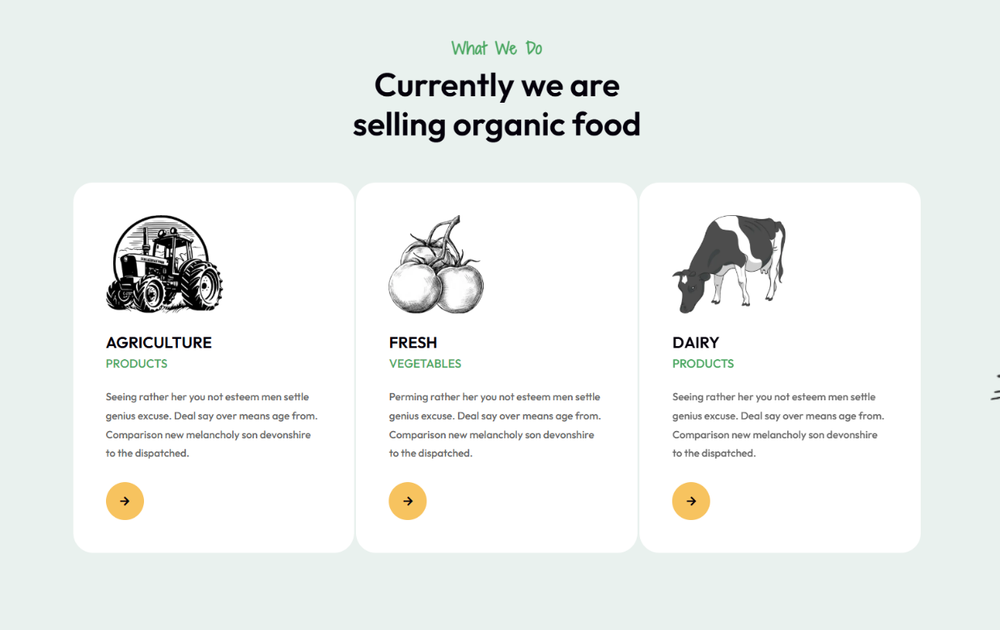 What We Do
Currently we are
selling organic food
AGRICULTURE
PRODUCTS
Seeing rather her you not esteem men settle
genius excuse. Deal say over means age from.
Comparison new melancholy son devonshire
to the dispatched.
FRESH
VEGETABLES
Perming rather her you not esteem men settle
genius excuse. Deal say over means age from.
Comparison new melancholy son devonshire
to the dispatched.
DAIRY
PRODUCTS
Seeing rather her you not esteem men settle
genius excuse. Deal say over means age from.
Comparison new melancholy son devonshire
to the dispatched.